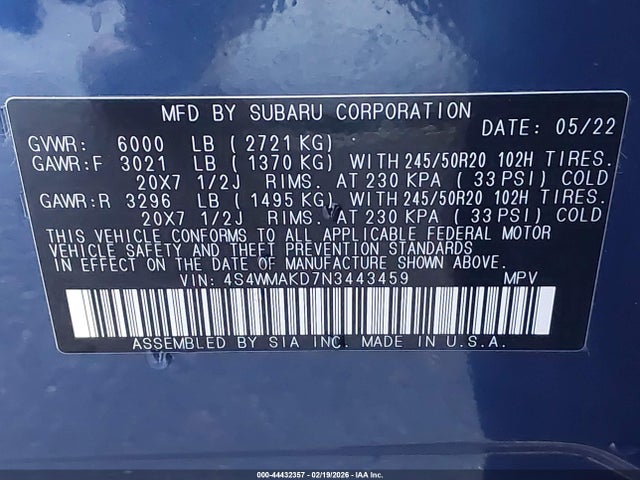 MFD BY SUBARU CORPORATION
DATE: 05/22
GVWR: 6000 LB ( 2721 KG)
GAWR:F 3021 LB ( 1370 KG) WITH 245/50R20 102H TIRES.
20X7 1/2J RIMS. AT 230 KPA ( 33 PSI) COLD
GAWR:R 3296 LB ( 1495 KG) WITH 245/50R20 102H TIRES.
20X7 1/2J RIMS. AT 230 KPA ( 33 PSI) COLD
THIS VEHICLE CONFORMS TO ALL APPLICABLE FEDERAL MOTOR
VEHICLE SAFETY AND THEFT PREVENTION STANDARDS
IN EFFECT ON THE DATE OF MANUFACTURE SHOWN ABOVE.
VIN: 4S4WMAKD7N3443459 MPV
ASSEMBLED BY SIA INC. MADE IN U.S.A.
000-44432357 - 02/19/2026 - IAA Inc.